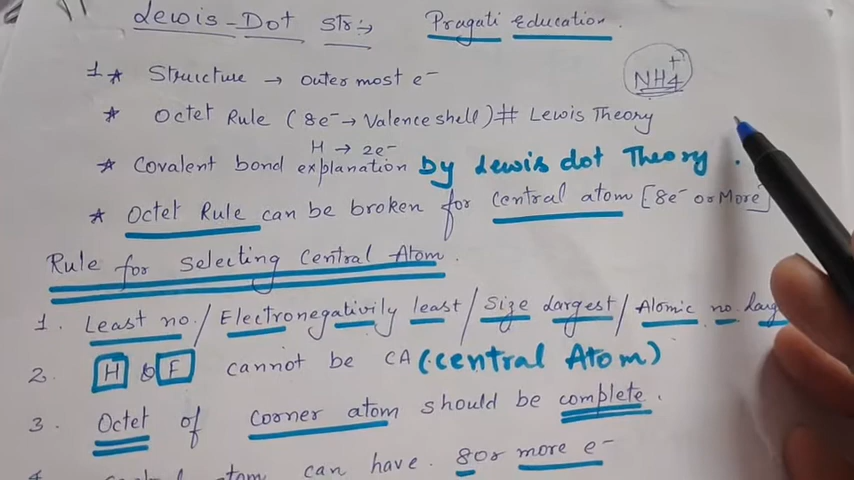 Lewis-Dot Str:→ Pragati Education.
1 * Structure → outer most e⁻
NH4+
* Octet Rule (8e⁻ → Valence shell) # Lewis Theory
H → 2e⁻
* Covalent bond explanation By Lewis dot Theory.
* Octet Rule can be broken for central atom [8e⁻ or More]
Rule for selecting Central Atom.
1. Least no./Electronegativily least/Size largest/Atomic no.
2. H & F cannot be CA (central Atom)
3. Octet of corner atom should be complete.
atom can have 8 or more e⁻